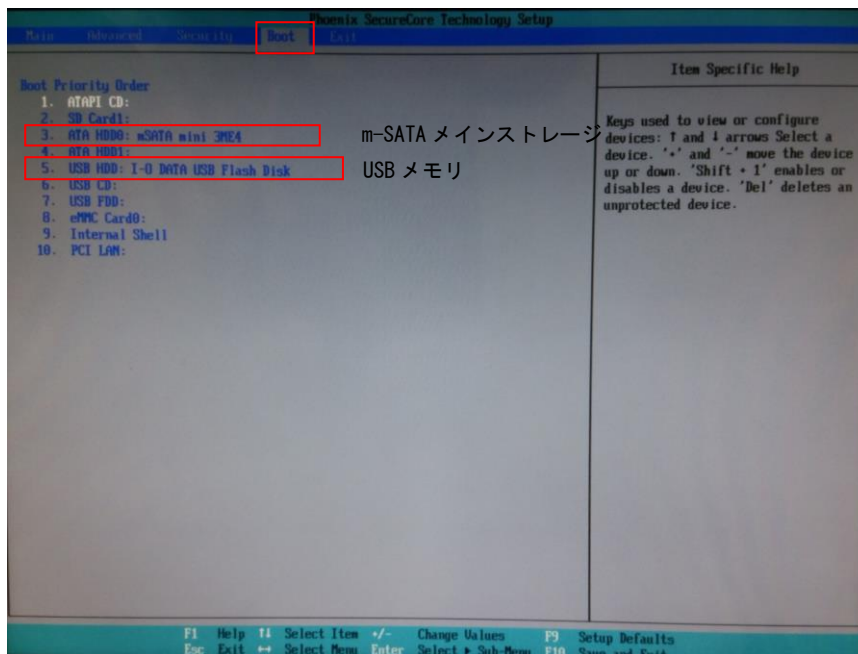 Phoenix SecureCore Technology Setup
Main Advanced Security Boot Exit
Boot Priority Order
1. ATAPI CD:
2. SD Card1:
3. ATA HDD0: mSATA mini 3ME4
m-SATA メインストレージ
4. ATA HDD1:
5. USB HDD: I-O DATA USB Flash Disk
USB メモリ
6. USB CD:
7. USB FDD:
8. eMMC Card0:
9. Internal Shell
10. PCI LAN:
Item Specific Help
Keys used to view or configure
devices: ↑ and ↓ arrows Select a
device. '+' and '-' move the device
up or down. 'Shift + 1' enables or
disables a device. 'Del' deletes an
unprotected device.
F1 Help ↑↓ Select Item +/- Change Values F9 Setup Defaults
Esc Exit ↔ Select Menu Enter Select ▶ Sub-Menu F10 Save and Exit